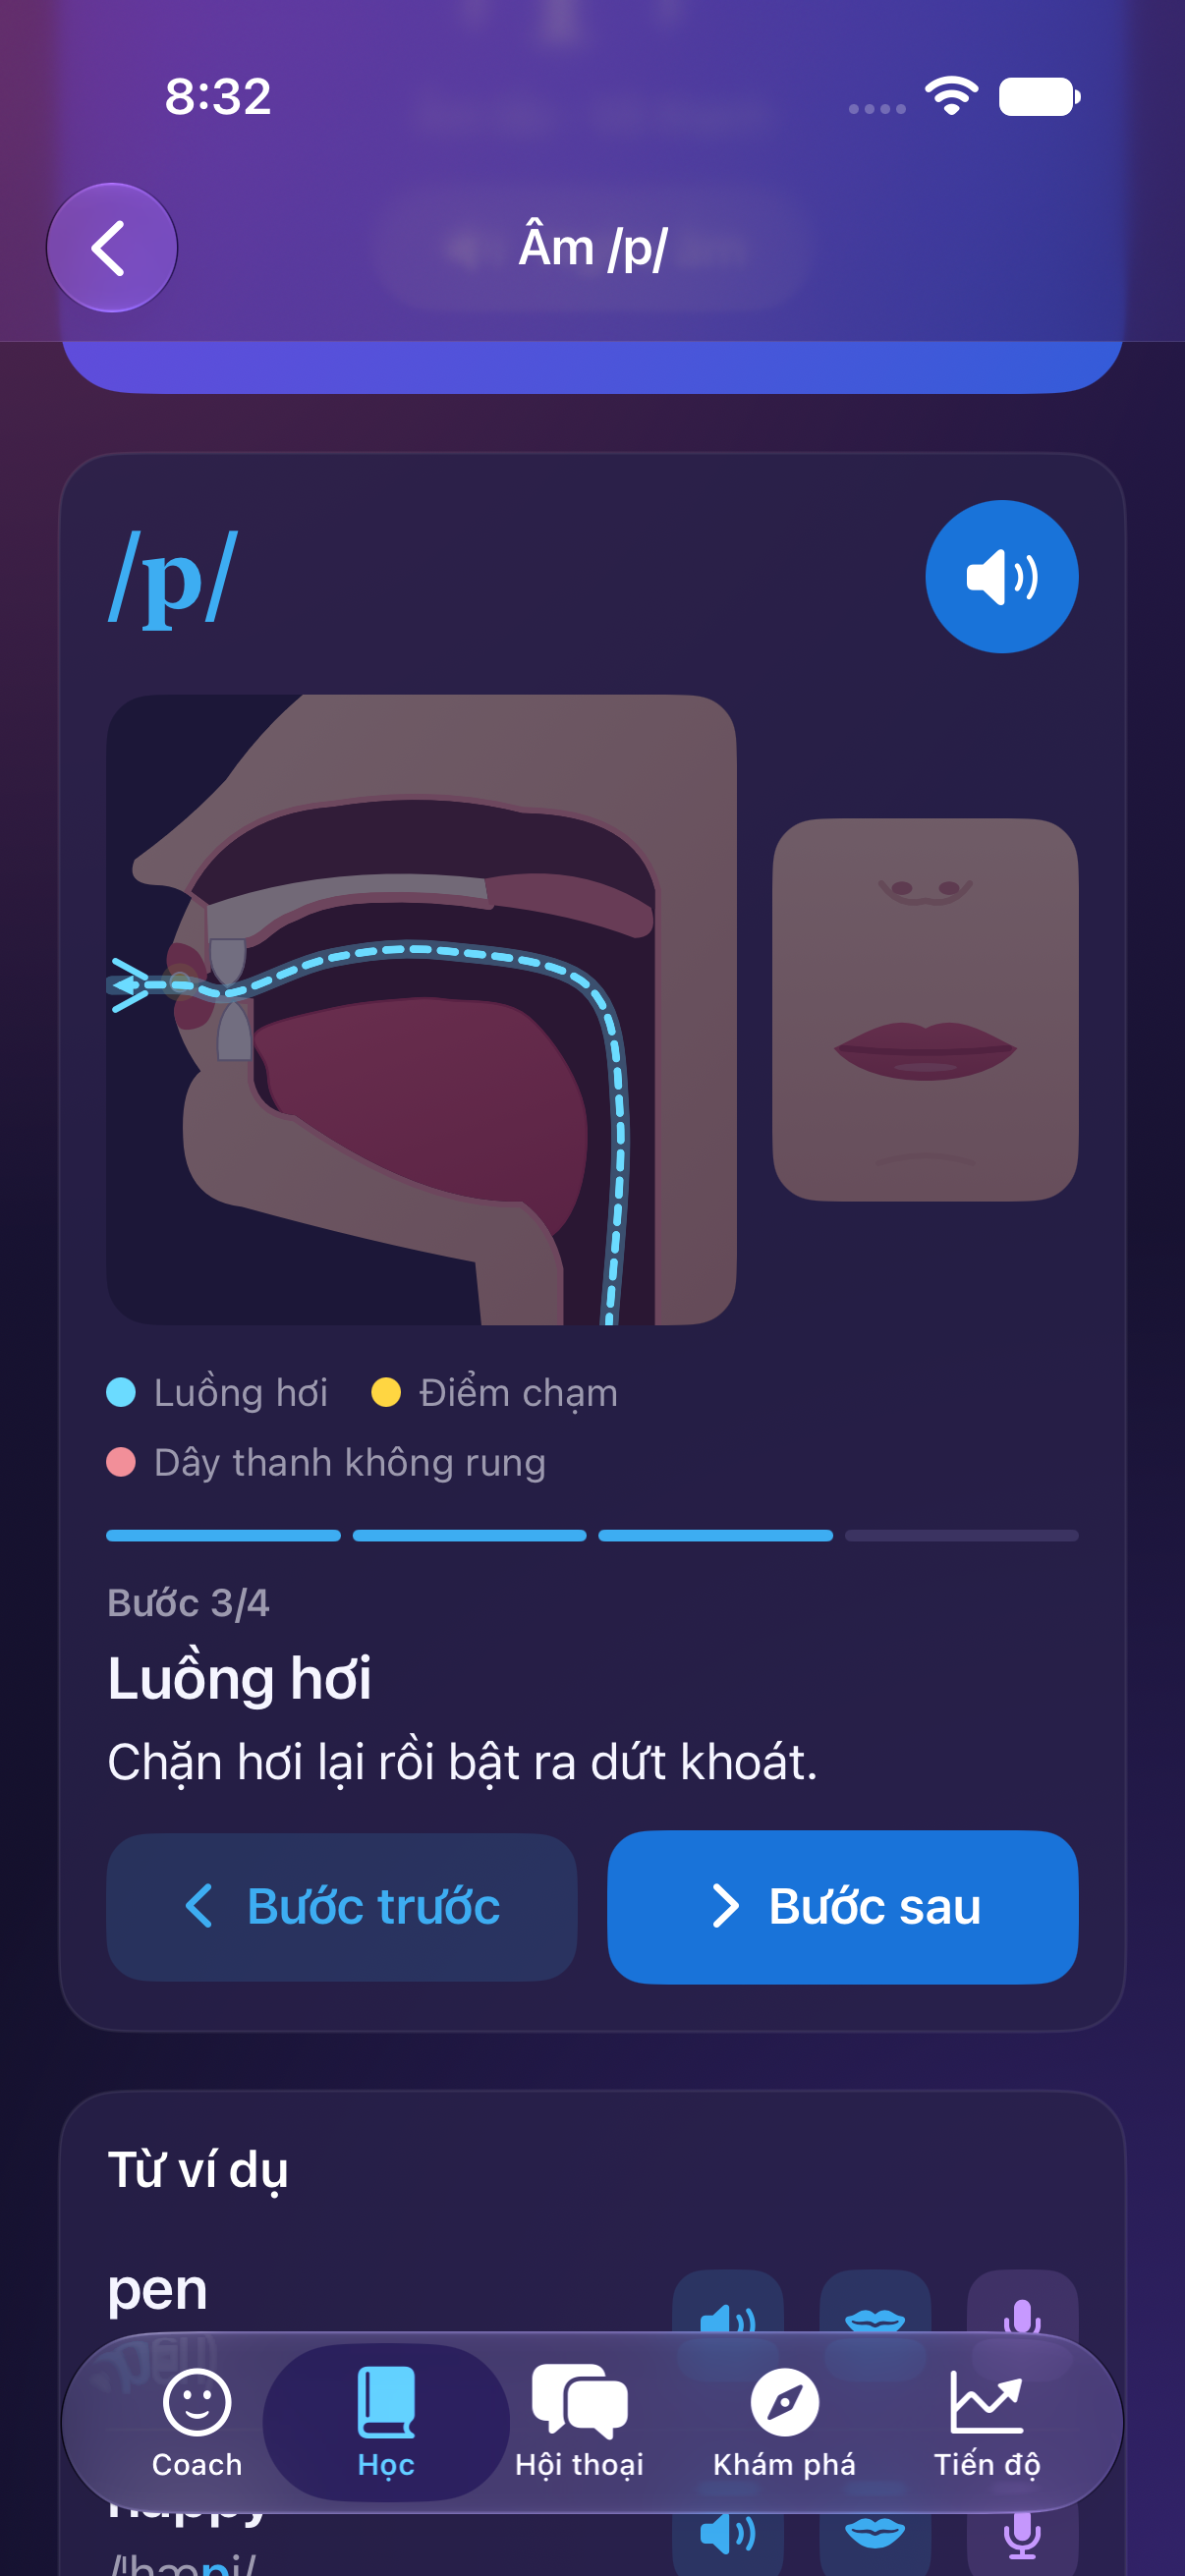 8:32
Âm /p/
/p/
Luồng hơi
Điểm chạm
Dây thanh không rung
Bước 3/4
Luồng hơi
Chặn hơi lại rồi bật ra dứt khoát.
Bước trước
Bước sau
Từ ví dụ
pen
Coach
Học
Hội thoại
Khám phá
Tiến độ
happy